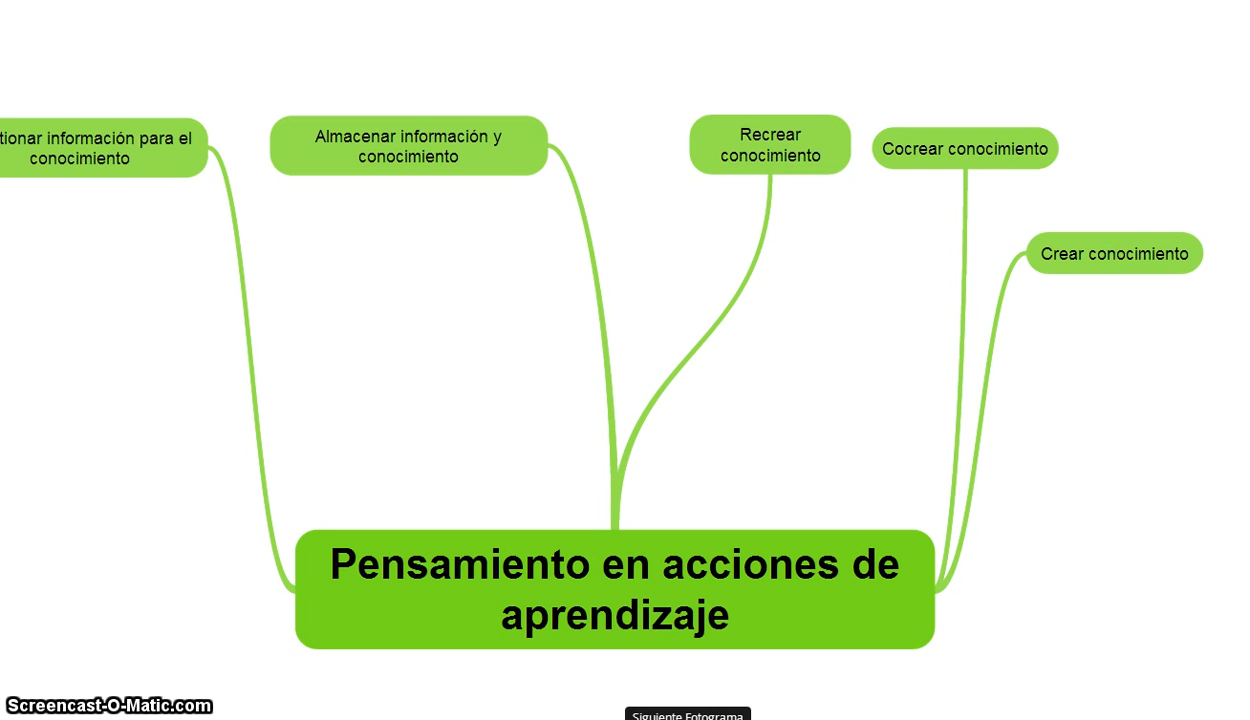 tionar información para el
conocimiento
Almacenar información y
conocimiento
Recrear
conocimiento
Cocrear conocimiento
Crear conocimiento
Pensamiento en acciones de
aprendizaje
Screencast-O-Matic.com
Siguiente Fotograma